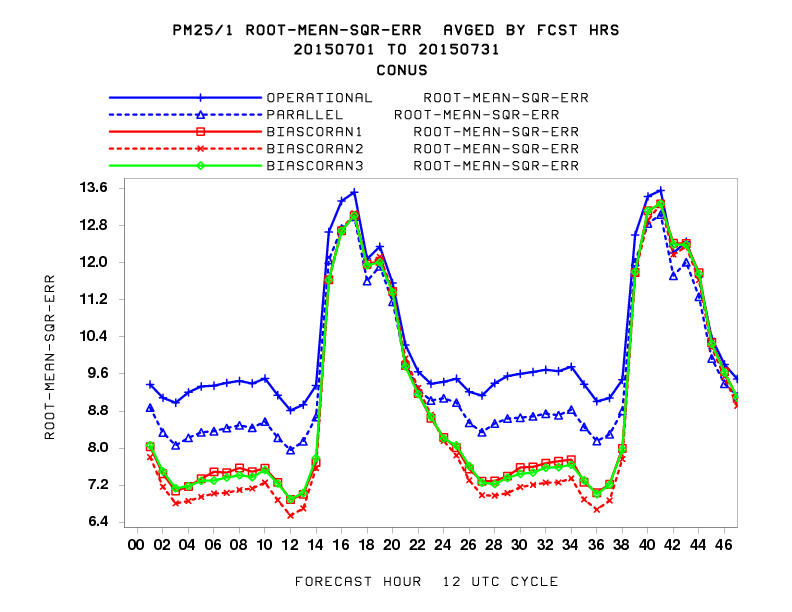 PM25/1 ROOT-MEAN-SQR-ERR AVGED BY FCST HRS
20150701 TO 20150731
CONUS
OPERATIONAL ROOT-MEAN-SQR-ERR
PARALLEL ROOT-MEAN-SQR-ERR
BIASCORAN1 ROOT-MEAN-SQR-ERR
BIASCORAN2 ROOT-MEAN-SQR-ERR
BIASCORAN3 ROOT-MEAN-SQR-ERR
ROOT-MEAN-SQR-ERR
13.6
12.8
12.0
11.2
10.4
9.6
8.8
8.0
7.2
6.4
00 02 04 06 08 10 12 14 16 18 20 22 24 26 28 30 32 34 36 38 40 42 44 46
FORECAST HOUR 12 UTC CYCLE